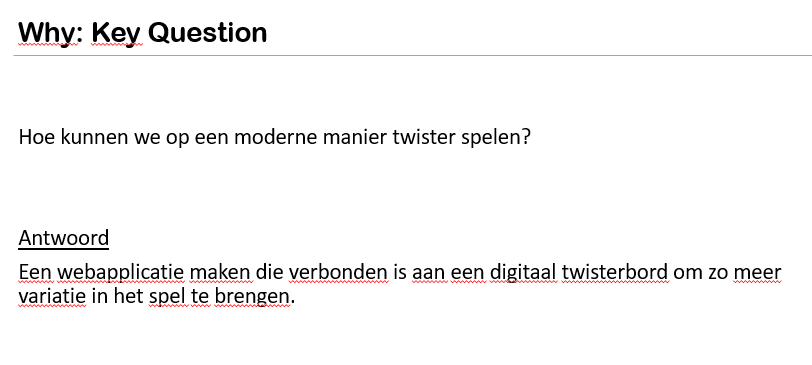 Why: Key Question
Hoe kunnen we op een moderne manier twister spelen?
Antwoord
Een webapplicatie maken die verbonden is aan een digitaal twisterbord om zo meer
variatie in het spel te brengen.